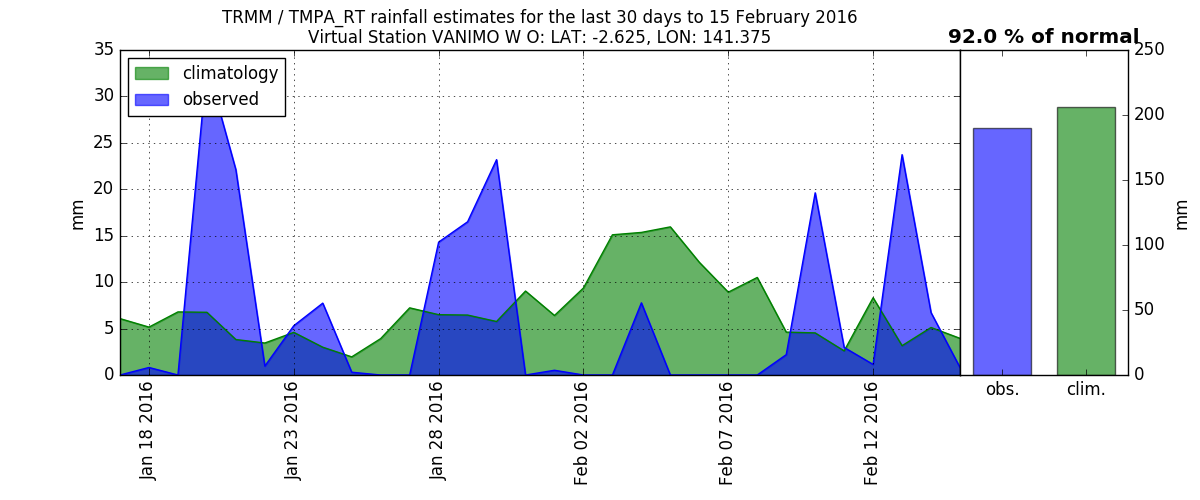 TRMM / TMPA_RT rainfall estimates for the last 30 days to 15 February 2016
Virtual Station VANIMO W O: LAT: -2.625, LON: 141.375
92.0 % of normal
climatology
observed
35
30
25
20
15
10
5
0
mm
Jan 18 2016
Jan 23 2016
Jan 28 2016
Feb 02 2016
Feb 07 2016
Feb 12 2016
250
200
150
100
50
0
mm
obs.
clim.